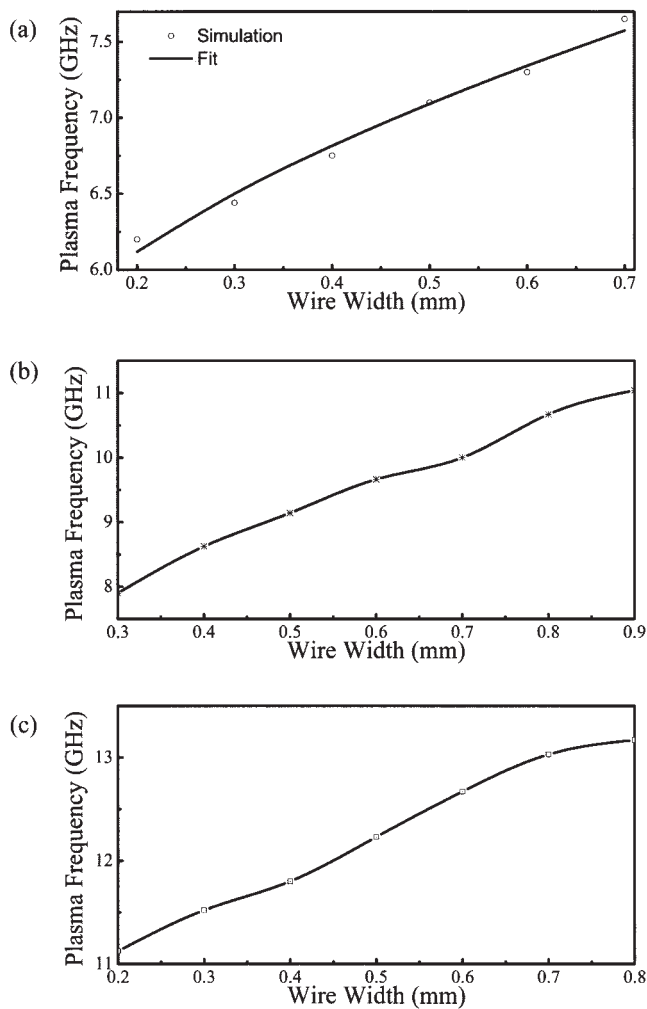 (a)
Plasma Frequency (GHz)
7.5
7.0
6.5
6.0
Simulation
Fit
0.2 0.3 0.4 0.5 0.6 0.7
Wire Width (mm)
(b)
Plasma Frequency (GHz)
11
10
9
8
0.3 0.4 0.5 0.6 0.7 0.8 0.9
Wire Width (mm)
(c)
Plasma Frequency (GHz)
13
12
11
0.2 0.3 0.4 0.5 0.6 0.7 0.8
Wire Width (mm)